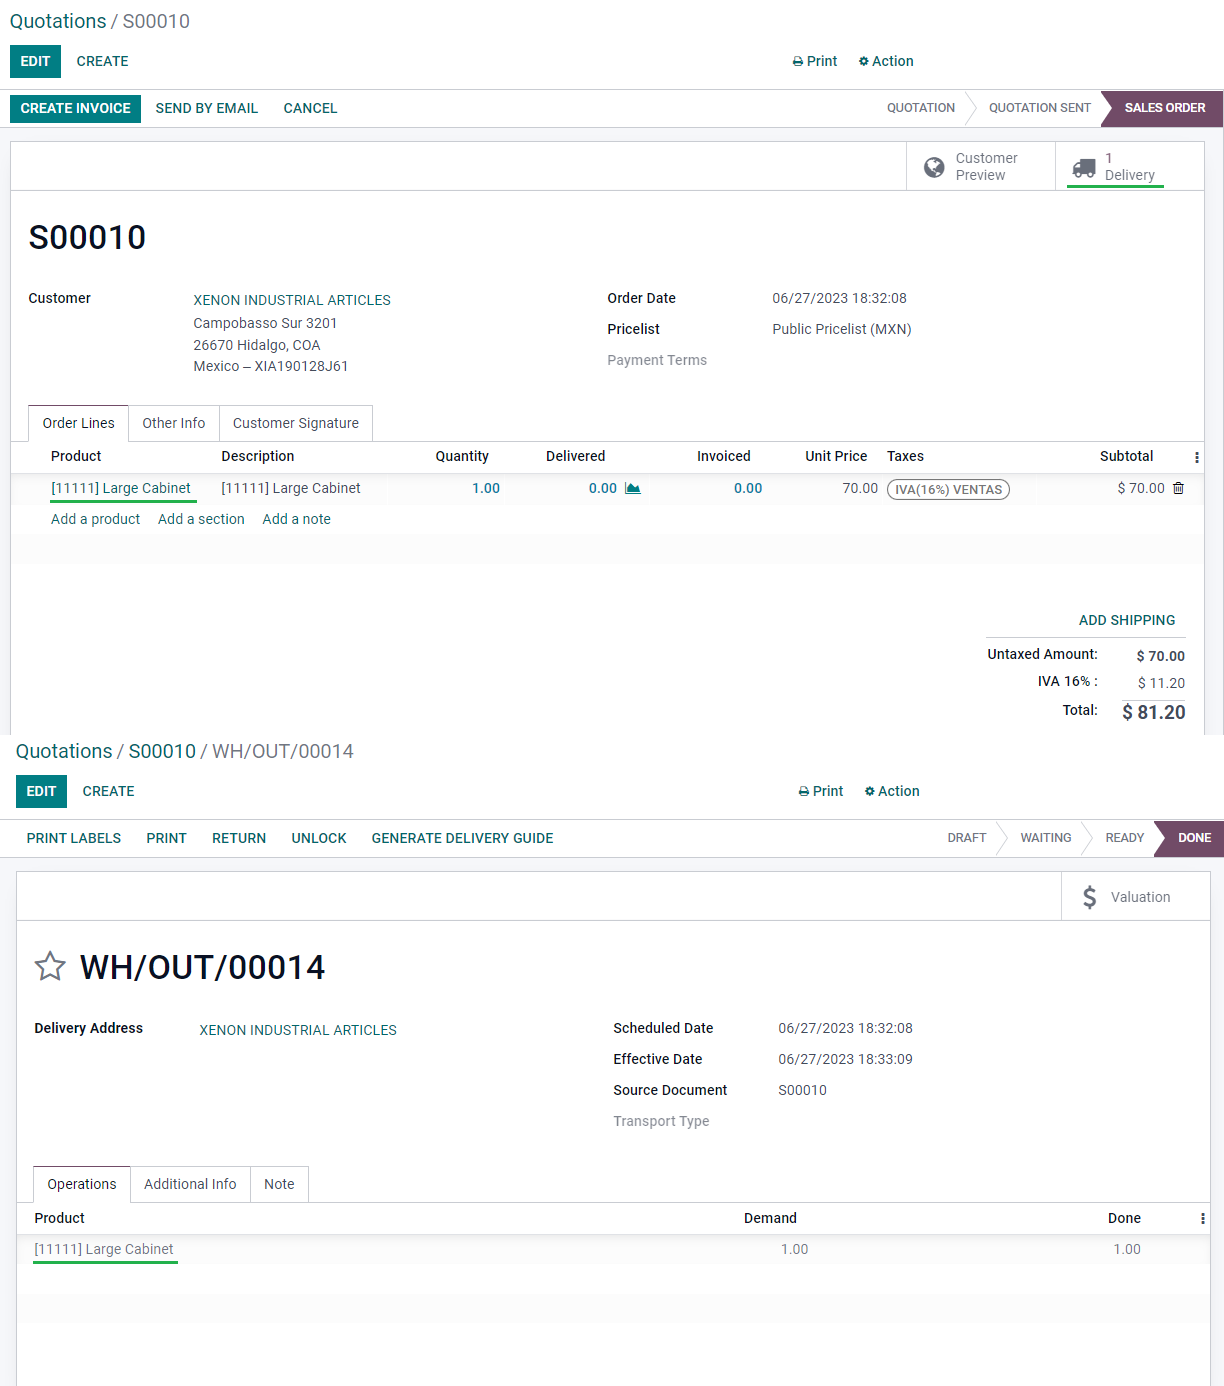 Quotations / S00010
EDIT CREATE Print Action
CREATE INVOICE SEND BY EMAIL CANCEL QUOTATION QUOTATION SENT SALES ORDER
Customer Preview 1 Delivery
S00010
Customer XENON INDUSTRIAL ARTICLES Order Date 06/27/2023 18:32:08
Campobasso Sur 3201 Pricelist Public Pricelist (MXN)
26670 Hidalgo, COA Payment Terms
Mexico – XIA190128J61
Order Lines Other Info Customer Signature
Product Description Quantity Delivered Invoiced Unit Price Taxes Subtotal
[11111] Large Cabinet [11111] Large Cabinet 1.00 0.00 0.00 70.00 IVA(16%) VENTAS $ 70.00
Add a product Add a section Add a note
ADD SHIPPING
Untaxed Amount: $ 70.00
IVA 16% : $ 11.20
Total: $ 81.20
Quotations / S00010 / WH/OUT/00014
EDIT CREATE Print Action
PRINT LABELS PRINT RETURN UNLOCK GENERATE DELIVERY GUIDE DRAFT WAITING READY DONE
Valuation
WH/OUT/00014
Delivery Address XENON INDUSTRIAL ARTICLES Scheduled Date 06/27/2023 18:32:08
Effective Date 06/27/2023 18:33:09
Source Document S00010
Transport Type
Operations Additional Info Note
Product Demand Done
[11111] Large Cabinet 1.00 1.00